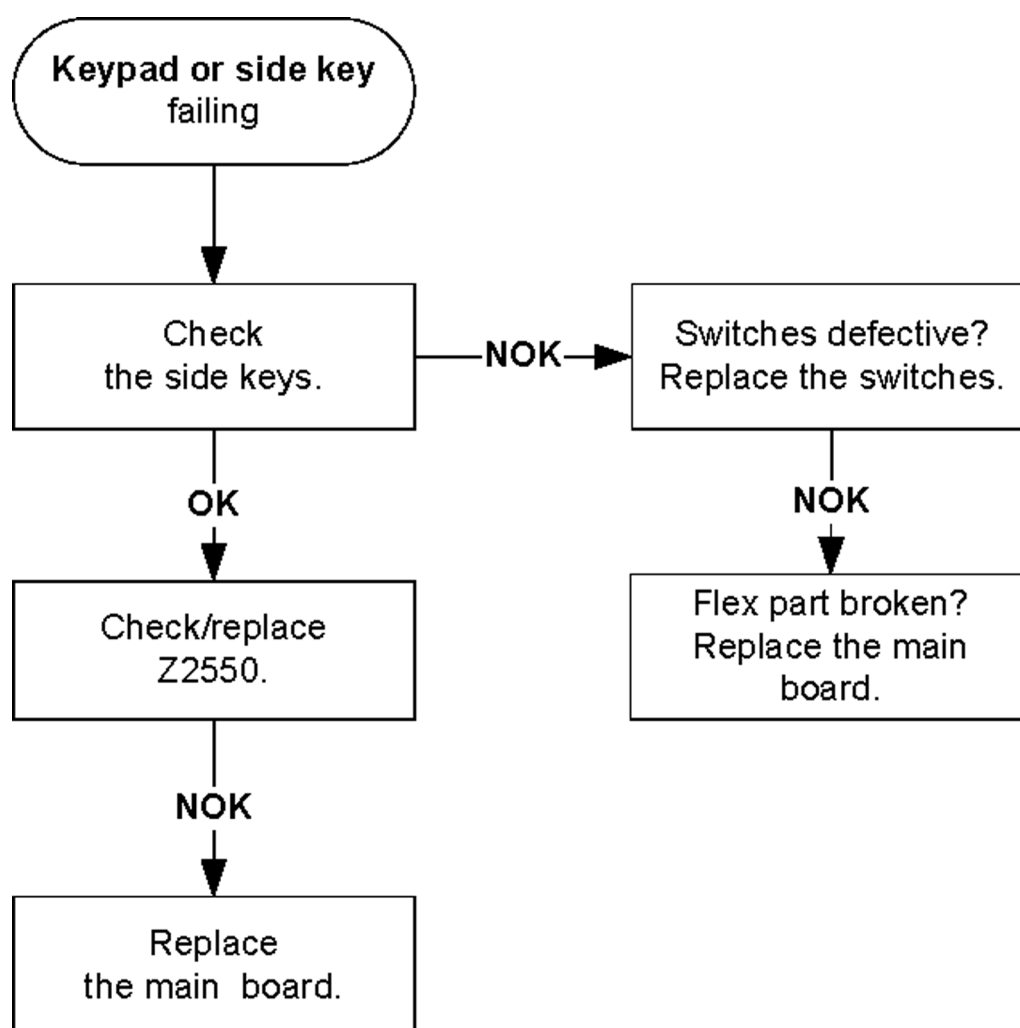 Keypad or side key
failing
Check
the side keys.
NOK
Switches defective?
Replace the switches.
OK
NOK
Check/replace
Z2550.
Flex part broken?
Replace the main
board.
NOK
Replace
the main  board.